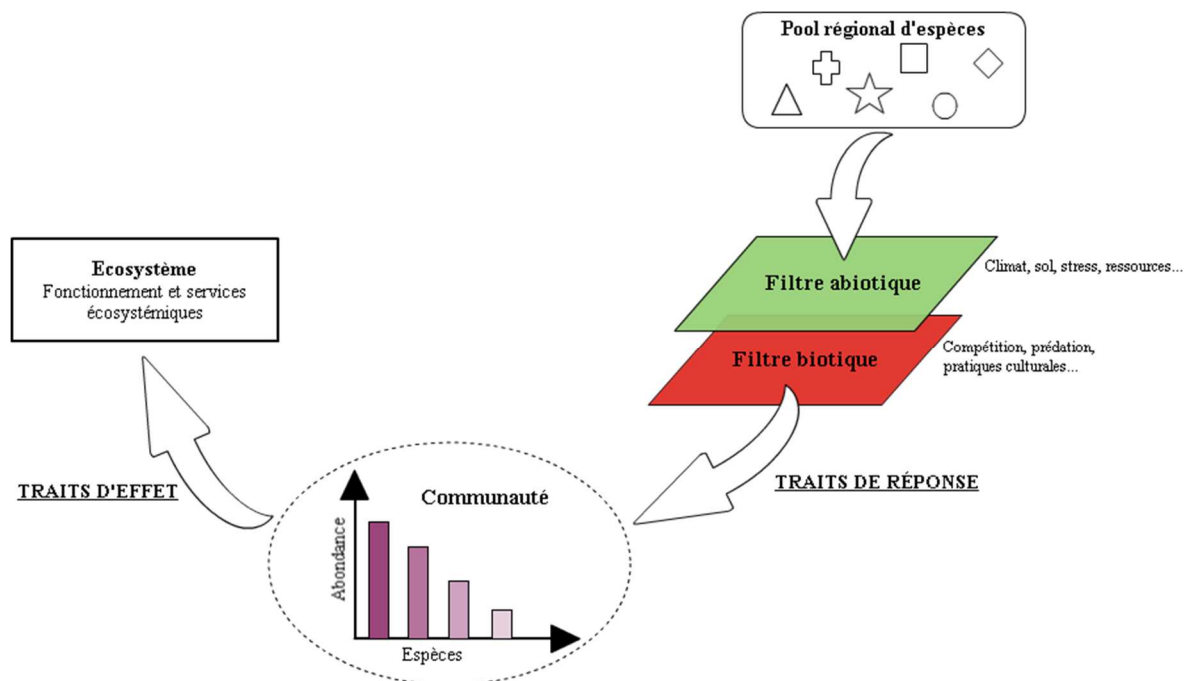 Pool régional d'espèces
Filtre abiotique
Climat, sol, stress, ressources...
Filtre biotique
Compétition, prédation,
pratiques culturales...
TRAITS DE RÉPONSE
Communauté
Abondance
Espèces
TRAITS D'EFFET
Ecosystème
Fonctionnement et services
écosystémiques